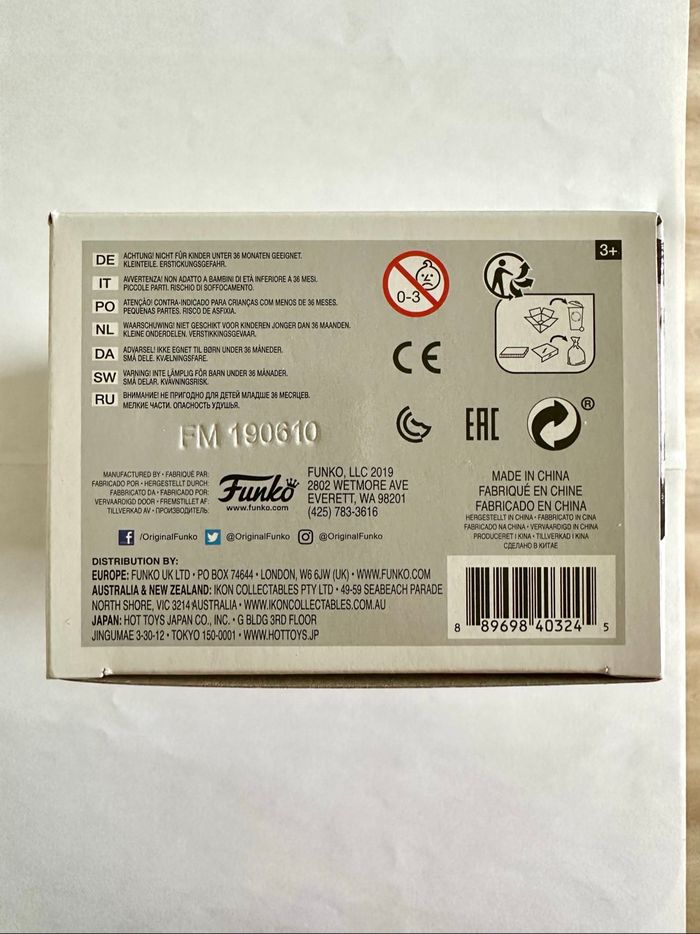 3+
DE ACHTUNG! NICHT FÜR KINDER UNTER 36 MONATEN GEEIGNET.
KLEINTEILE. ERSTICKUNGSGEFAHR.
IT AVVERTENZA! NON ADATTO A BAMBINI DI ETÀ INFERIORE A 36 MESI.
PICCOLE PARTI. RISCHIO DI SOFFOCAMENTO.
PO ATENÇÃO! CONTRA-INDICADO PARA CRIANÇAS COM MENOS DE 36 MESES.
PEQUENAS PARTES. RISCO DE ASFIXIA.
NL WAARSCHUWING! NIET GESCHIKT VOOR KINDEREN JONGER DAN 36 MAANDEN.
KLEINE ONDERDELEN. VERSTIKKINGSGEVAAR.
DA ADVARSEL! IKKE EGNET TIL BØRN UNDER 36 MÅNEDER.
SMÅ DELE. KVÆLNINGSFARE.
SW VARNING! INTE LÄMPLIG FÖR BARN UNDER 36 MÅNADER.
SMÅ DELAR. KVÄVNINGSRISK.
RU ВНИМАНИЕ! НЕ ПРИГОДНО ДЛЯ ДЕТЕЙ МЛАДШЕ 36 МЕСЯЦЕВ.
МЕЛКИЕ ЧАСТИ. ОПАСНОСТЬ УДУШЬЯ.
0-3
CE
EAC
®
FM 190610
MANUFACTURED BY • FABRIQUÉ PAR:
FABRICADO POR • HERGESTELLT DURCH:
FABBRICATO DA • FABRICADO POR:
VERVAARDIGD DOOR • FREMSTILLET AF:
TILLVERKAD AV • ПРОИЗВОДИТЕЛЬ:
Funko
www.funko.com
FUNKO, LLC 2019
2802 WETMORE AVE
EVERETT, WA 98201
(425) 783-3616
MADE IN CHINA
FABRIQUÉ EN CHINE
FABRICADO EN CHINA
HERGESTELLT IN CHINA • FABBRICATO IN CINA
FABRICADO NA CHINA • VERVAARDIGD IN CHINA
PRODUCERET I KINA • TILLVERKAD I KINA
СДЕЛАНО В КИТАЕ
f /OriginalFunko @OriginalFunko @OriginalFunko
DISTRIBUTION BY:
EUROPE: FUNKO UK LTD • PO BOX 74644 • LONDON, W6 6JW (UK) • WWW.FUNKO.COM
AUSTRALIA & NEW ZEALAND: IKON COLLECTABLES PTY LTD • 49-59 SEABEACH PARADE
NORTH SHORE, VIC 3214 AUSTRALIA • WWW.IKONCOLLECTABLES.COM.AU
JAPAN: HOT TOYS JAPAN CO., INC. • G BLDG 3RD FLOOR
JINGUMAE 3-30-12 • TOKYO 150-0001 • WWW.HOTTOYS.JP
8 89698 40324 5